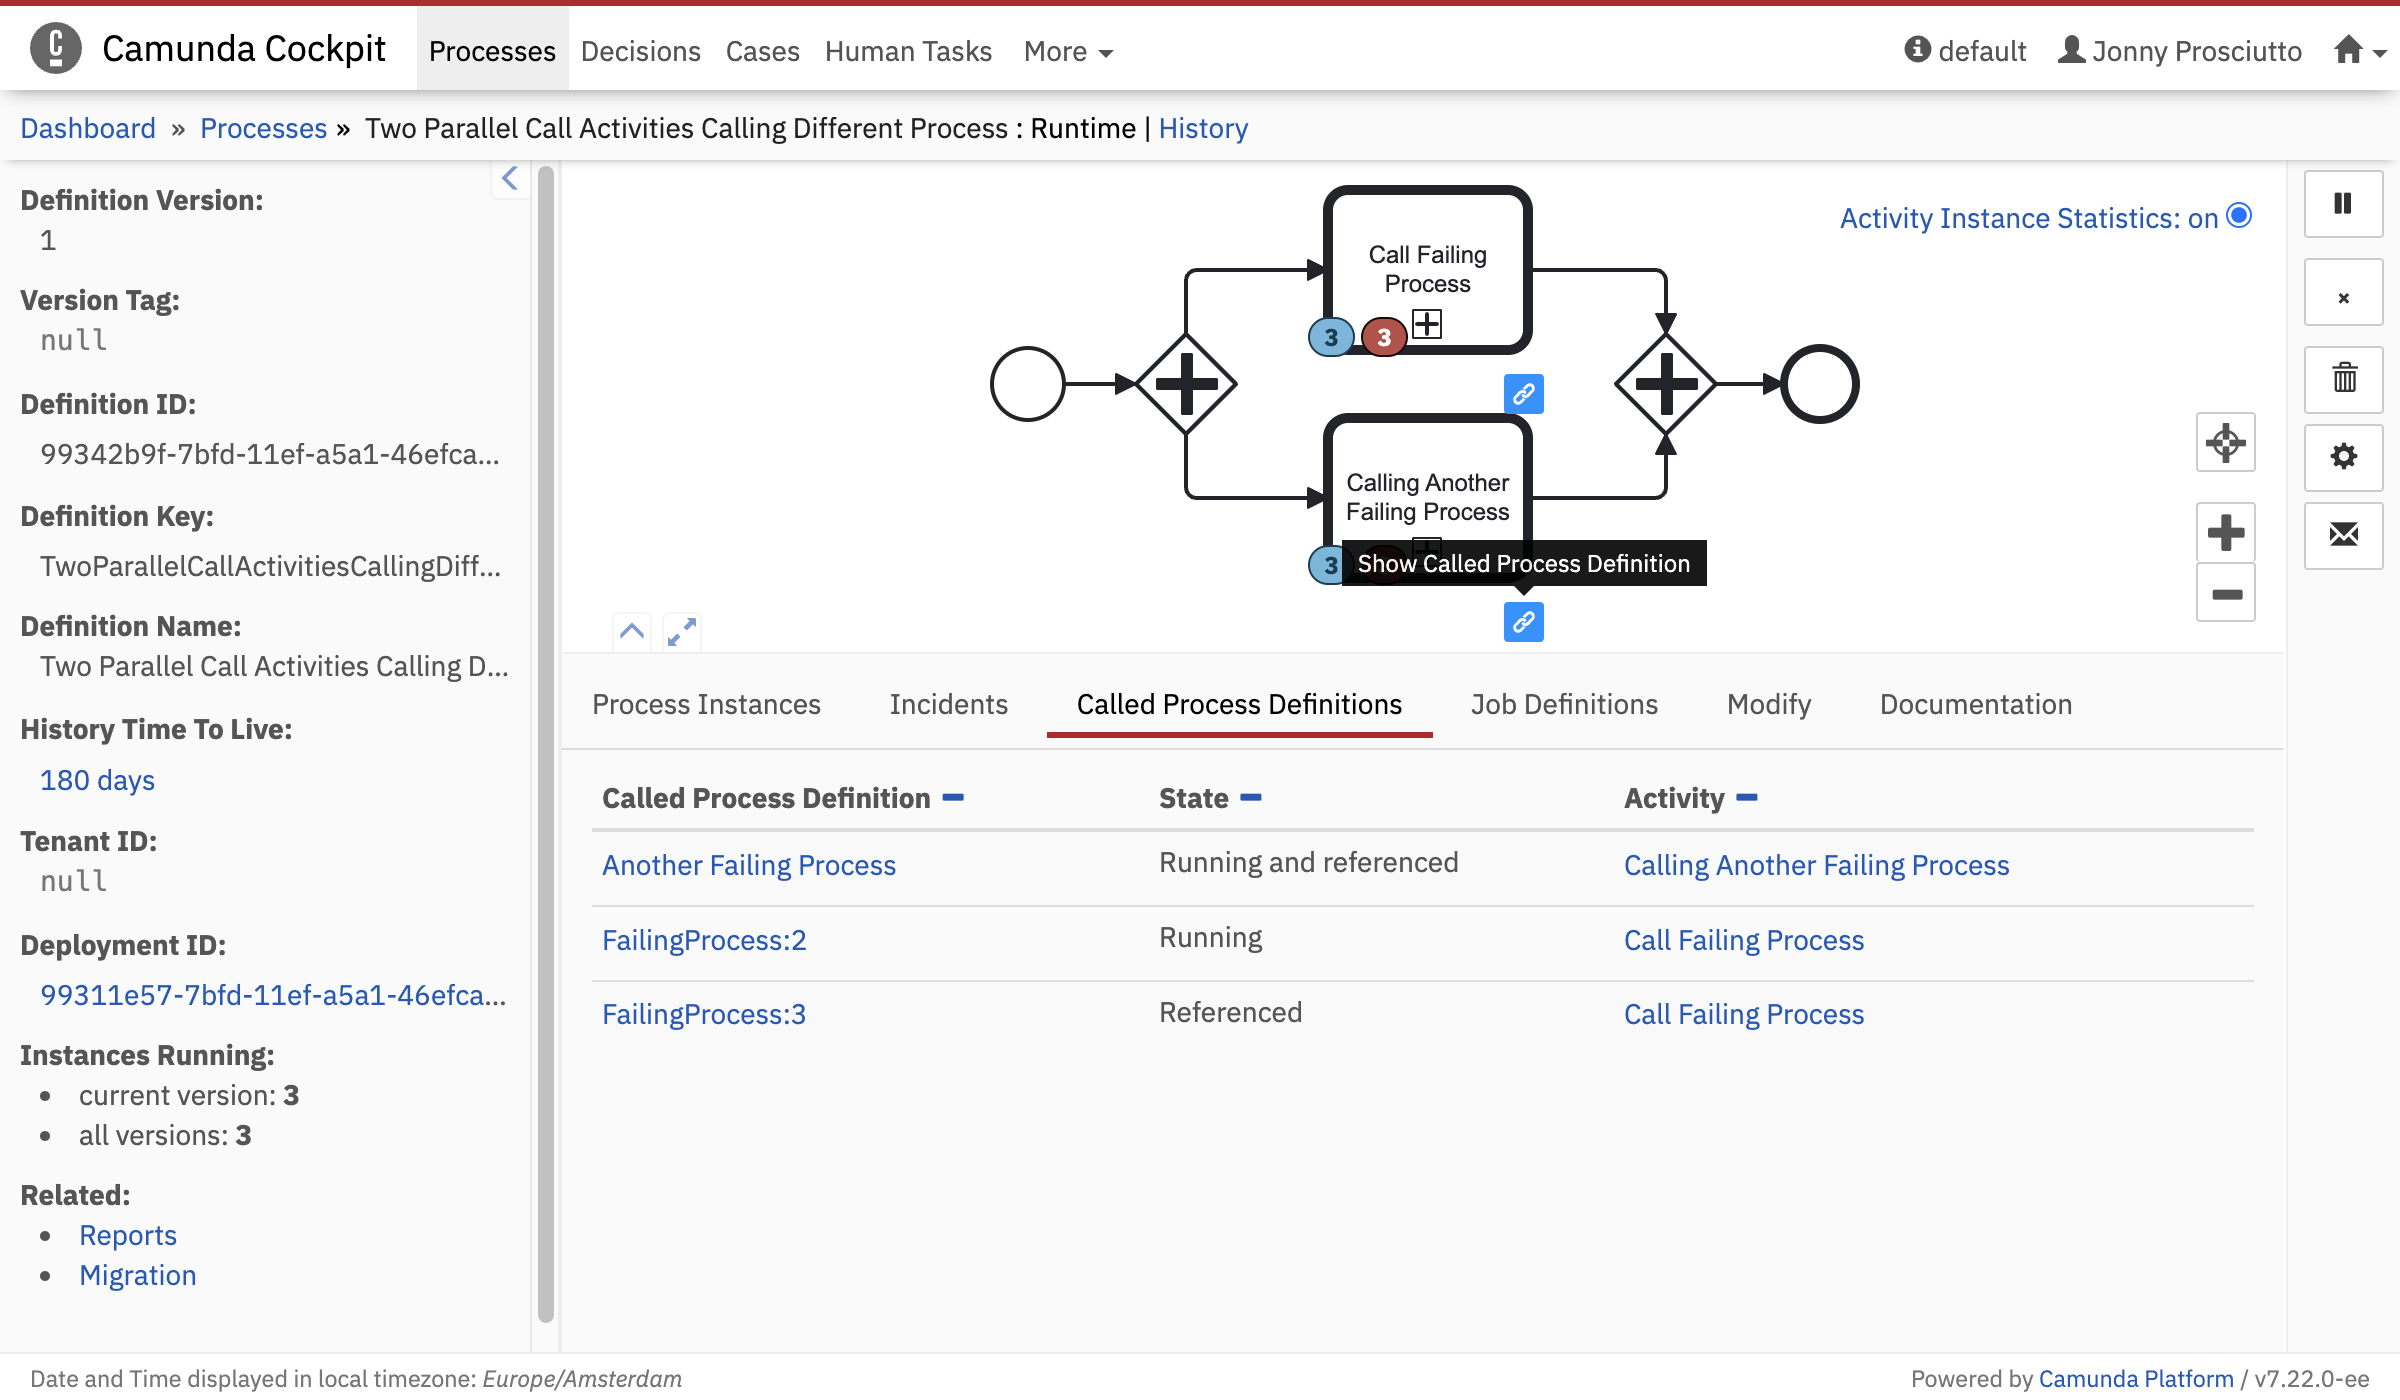 Camunda Cockpit Processes Decisions Cases Human Tasks More default Jonny Prosciutto
Dashboard » Processes » Two Parallel Call Activities Calling Different Process : Runtime | History
Definition Version:
1
Version Tag:
null
Definition ID:
99342b9f-7bfd-11ef-a5a1-46efca...
Definition Key:
TwoParallelCallActivitiesCallingDiff...
Definition Name:
Two Parallel Call Activities Calling D...
History Time To Live:
180 days
Tenant ID:
null
Deployment ID:
99311e57-7bfd-11ef-a5a1-46efca...
Instances Running:
• current version: 3
• all versions: 3
Related:
• Reports
• Migration
Activity Instance Statistics: on
Call Failing
Process
3 3
Calling Another
Failing Process
3
Show Called Process Definition
Process Instances Incidents Called Process Definitions Job Definitions Modify Documentation
Called Process Definition State Activity
Another Failing Process Running and referenced Calling Another Failing Process
FailingProcess:2 Running Call Failing Process
FailingProcess:3 Referenced Call Failing Process
Date and Time displayed in local timezone: Europe/Amsterdam
Powered by Camunda Platform / v7.22.0-ee